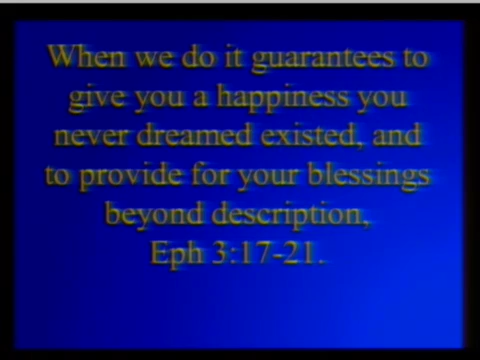 When we do it guarantees to
give you a happiness you
never dreamed existed, and
to provide for your blessings
beyond description,
Eph 3:17-21.